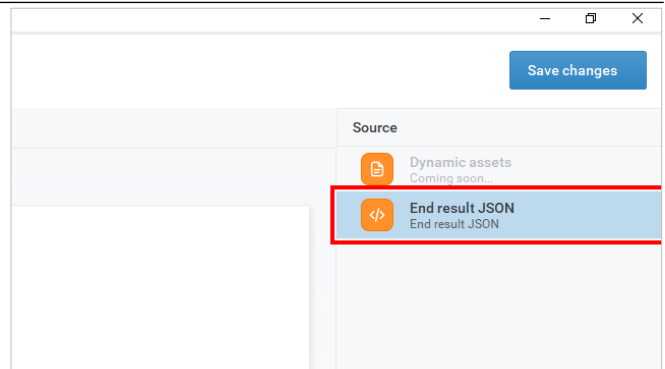 Save changes
Source
Dynamic assets
Coming soon...
End result JSON
End result JSON